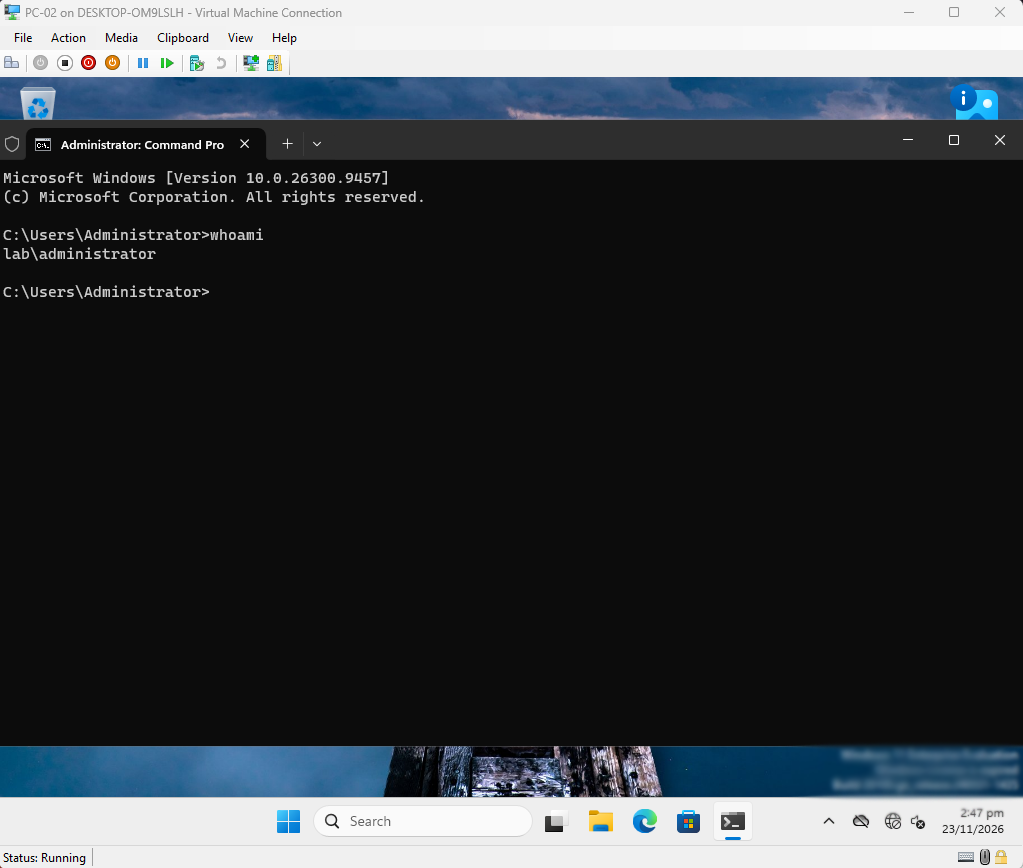 PC-02 on DESKTOP-OM9LSLH - Virtual Machine Connection
File Action Media Clipboard View Help
Administrator: Command Pro
Microsoft Windows [Version 10.0.26300.9457]
(c) Microsoft Corporation. All rights reserved.
C:\Users\Administrator>whoami
lab\administrator
C:\Users\Administrator>
Search
2:47 pm
23/11/2026
Status: Running